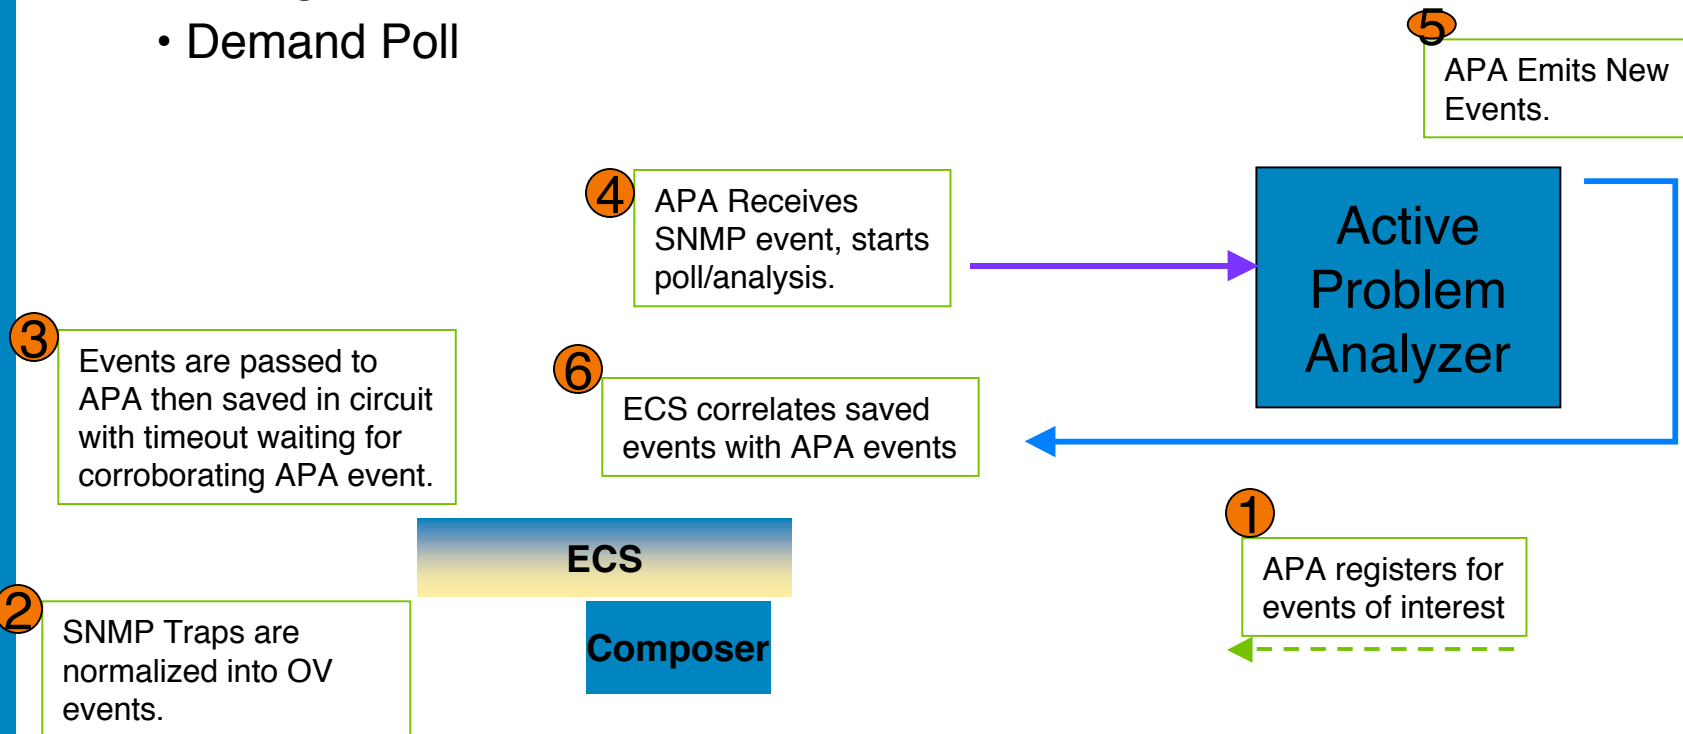 • Demand Poll
5
APA Emits New
Events.
4
APA Receives
SNMP event, starts
poll/analysis.
Active
Problem
Analyzer
3
Events are passed to
APA then saved in circuit
with timeout waiting for
corroborating APA event.
6
ECS correlates saved
events with APA events
1
APA registers for
events of interest
ECS
Composer
2
SNMP Traps are
normalized into OV
events.